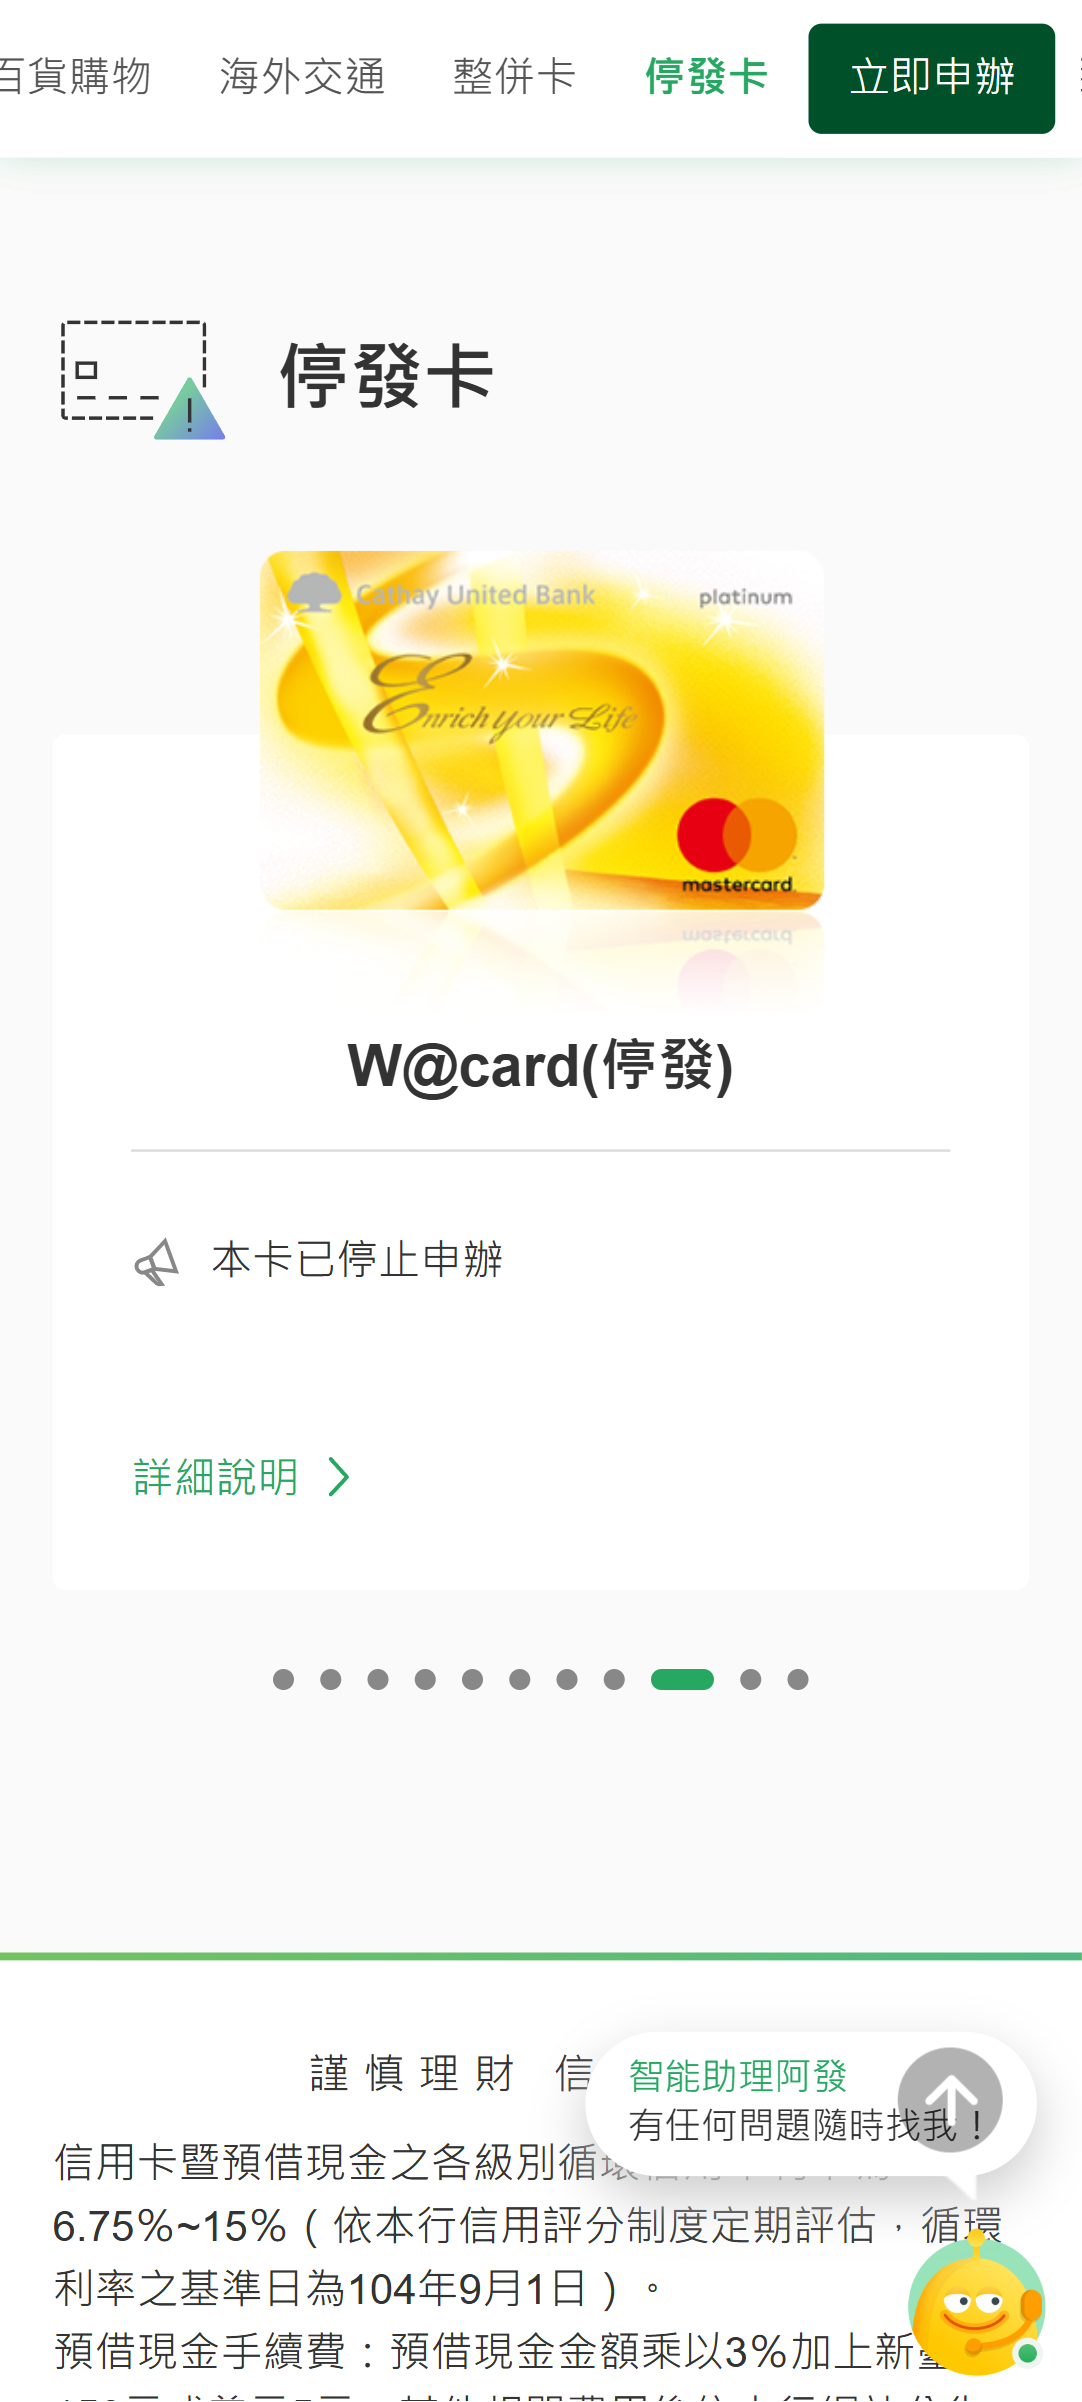 百貨購物 海外交通 整併卡 停發卡 立即申辦
停發卡
Cathay United Bank platinum
Enrich your Life
mastercard.
W@card(停發)
本卡已停止申辦
詳細說明
謹慎理財 信
智能助理阿發
有任何問題隨時找我！
信用卡暨預借現金之各級別循環信用
6.75%~15%（依本行信用評分制度定期評估，循環
利率之基準日為104年9月1日）。
預借現金手續費：預借現金金額乘以3%加上新臺